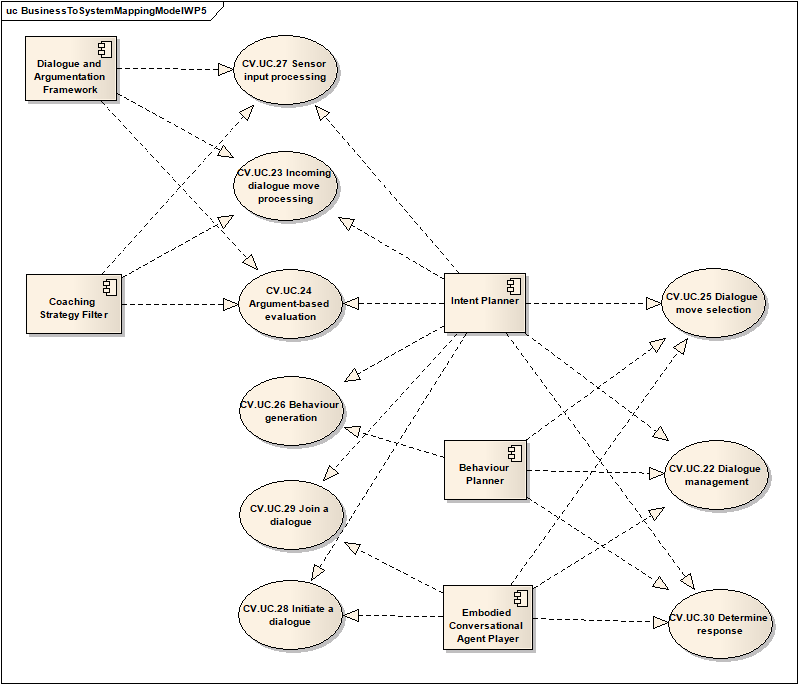 uc BusinessToSystemMappingModelWP5
Dialogue and
Argumentation
Framework
CV.UC.27 Sensor
input processing
CV.UC.23 Incoming
dialogue move
processing
Coaching
Strategy Filter
CV.UC.24
Argument-based
evaluation
Intent Planner
CV.UC.25 Dialogue
move selection
CV.UC.26 Behaviour
generation
Behaviour
Planner
CV.UC.22 Dialogue
management
CV.UC.29 Join a
dialogue
CV.UC.28 Initiate a
dialogue
Embodied
Conversational
Agent Player
CV.UC.30 Determine
response